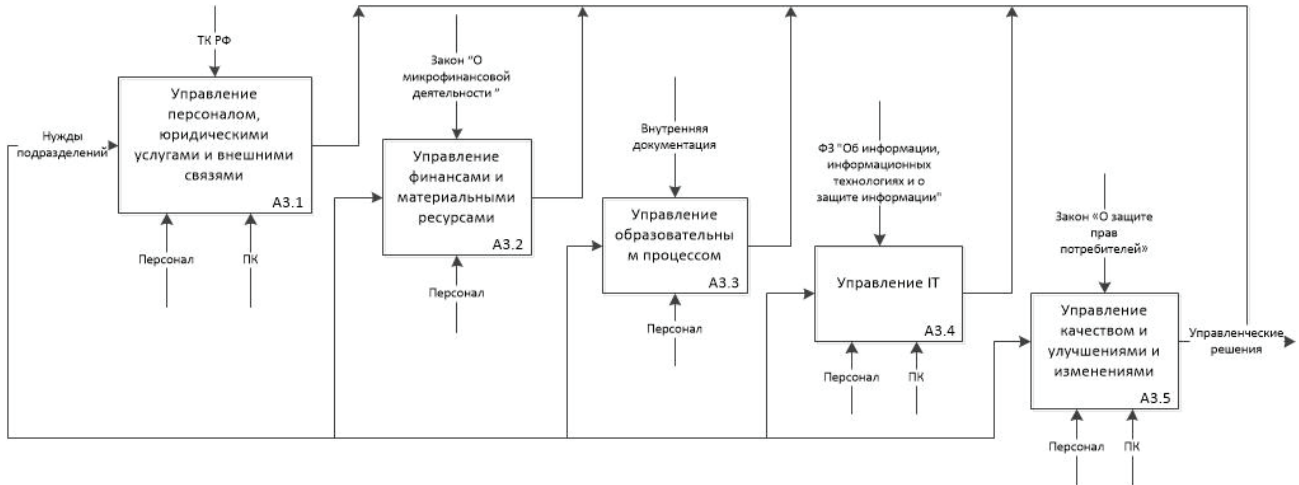 ТК РФ
Управление
персоналом,
юридическими
услугами и внешними
связями
А3.1
Нужды
подразделений
Персонал
ПК
Закон "О
микрофинансовой
деятельности "
Управление
финансами и
материальными
ресурсами
А3.2
Персонал
Внутренняя
документация
Управление
образовательны
м процессом
А3.3
Персонал
ФЗ "Об информации,
информационных
технологиях и о
защите информации"
Управление IT
А3.4
Персонал
ПК
Закон «О защите
прав
потребителей»
Управление
качеством и
улучшениями и
изменениями
А3.5
Управленческие
решения
Персонал
ПК